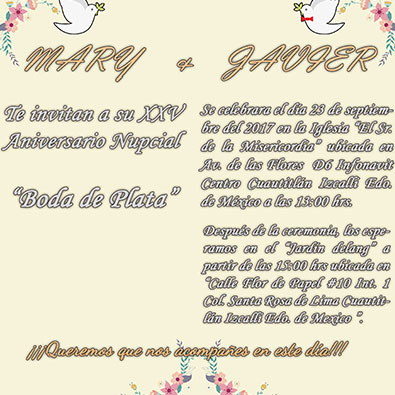 MARY & JAVIER
Te invitan a su XXV
Aniversario Nupcial
“Boda de Plata”
Se celebrara el día 23 de septiem-
bre del 2017 en la Iglesia "El Sr.
de la Misericordia" ubicada en
Av. de las Flores D6 Infonavit
Centro Cuautitlán Izcalli Edo.
de México a las 13:00 hrs.
Después de la ceremonia, los espe-
ramos en el "Jardín delang" a
partir de las 15:00 hrs ubicada en
"Calle Flor de Papel #10 Int. 1
Col. Santa Rosa de Lima Cuautit-
lán Izcalli Edo. de Mexico ".
¡¡¡Queremos que nos acompañes en este día!!!